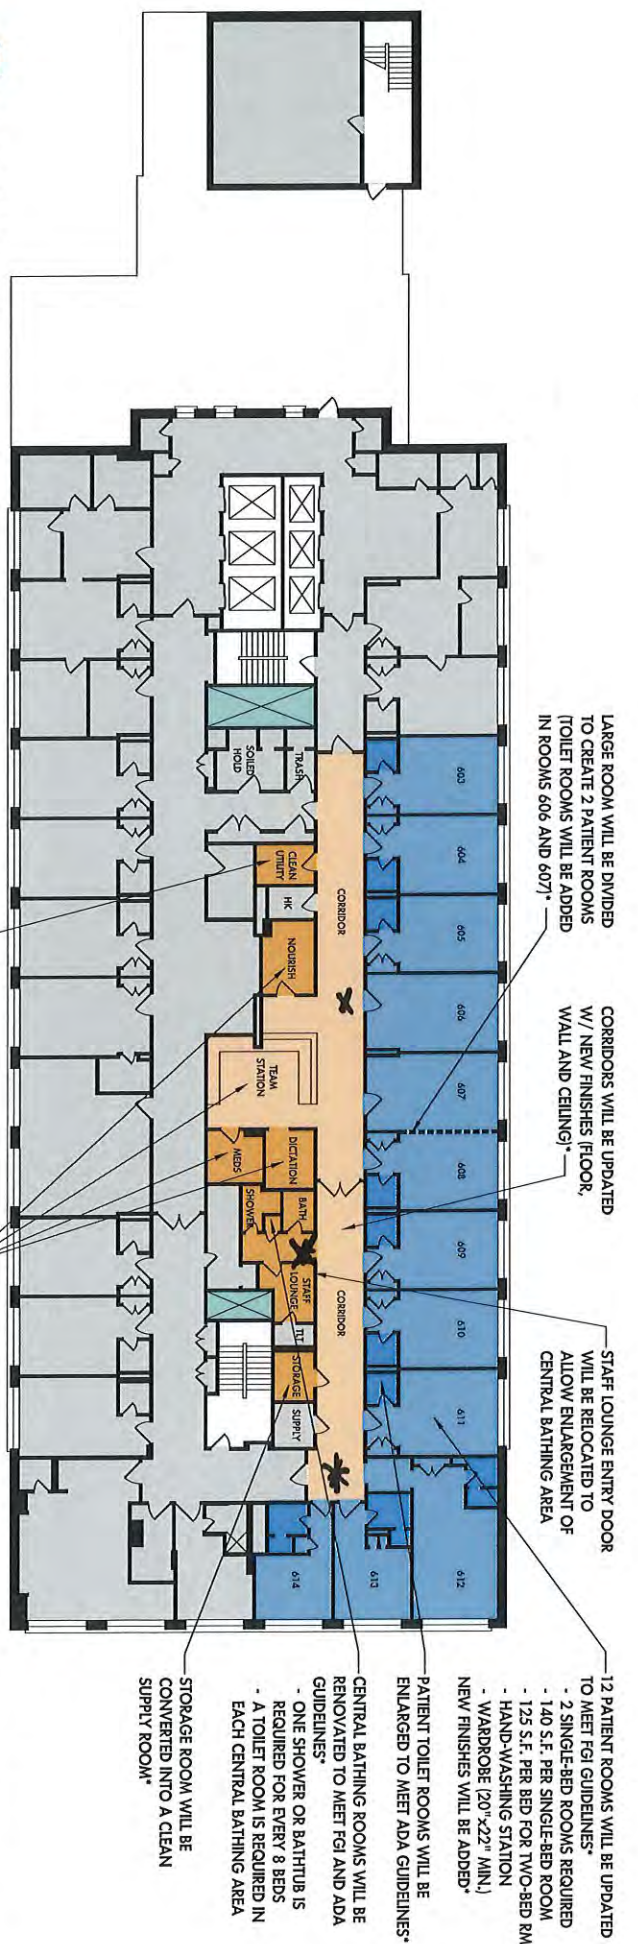 LARGE ROOM WILL BE DIVIDED
TO CREATE 2 PATIENT ROOMS
(TOILET ROOMS WILL BE ADDED
IN ROOMS 606 AND 607)*
CORRIDORS WILL BE UPDATED
W/ NEW FINISHES (FLOOR,
WALL AND CEILING)*
STAFF LOUNGE ENTRY DOOR
WILL BE RELOCATED TO
ALLOW ENLARGEMENT OF
CENTRAL BATHING AREA
12 PATIENT ROOMS WILL BE UPDATED
TO MEET FGI GUIDELINES*
- 2 SINGLE-BED ROOMS REQUIRED
- 140 S.F. PER SINGLE-BED ROOM
- 125 S.F. PER BED FOR TWO-BED RM
- HAND-WASHING STATION
- WARDROBE (20"x22" MIN.)
NEW FINISHES WILL BE ADDED*
PATIENT TOILET ROOMS WILL BE
ENLARGED TO MEET ADA GUIDELINES*
CENTRAL BATHING ROOMS WILL BE
RENOVATED TO MEET FGI AND ADA
GUIDELINES*
- ONE SHOWER OR BATHTUB IS
REQUIRED FOR EVERY 8 BEDS
- A TOILET ROOM IS REQUIRED IN
EACH CENTRAL BATHING AREA
STORAGE ROOM WILL BE
CONVERTED INTO A CLEAN
SUPPLY ROOM*
603
604
605
606
607
608
609
610
611
612
613
614
CORRIDOR
CORRIDOR
TRASH
SOILED
HOLD
CLEAN
UTILITY
HK
NOURISH
TEAM
STATION
DICTATION
MEDS
BATH
SHOWER
STAFF
LOUNGE
TLT
STORAGE
SUPPLY